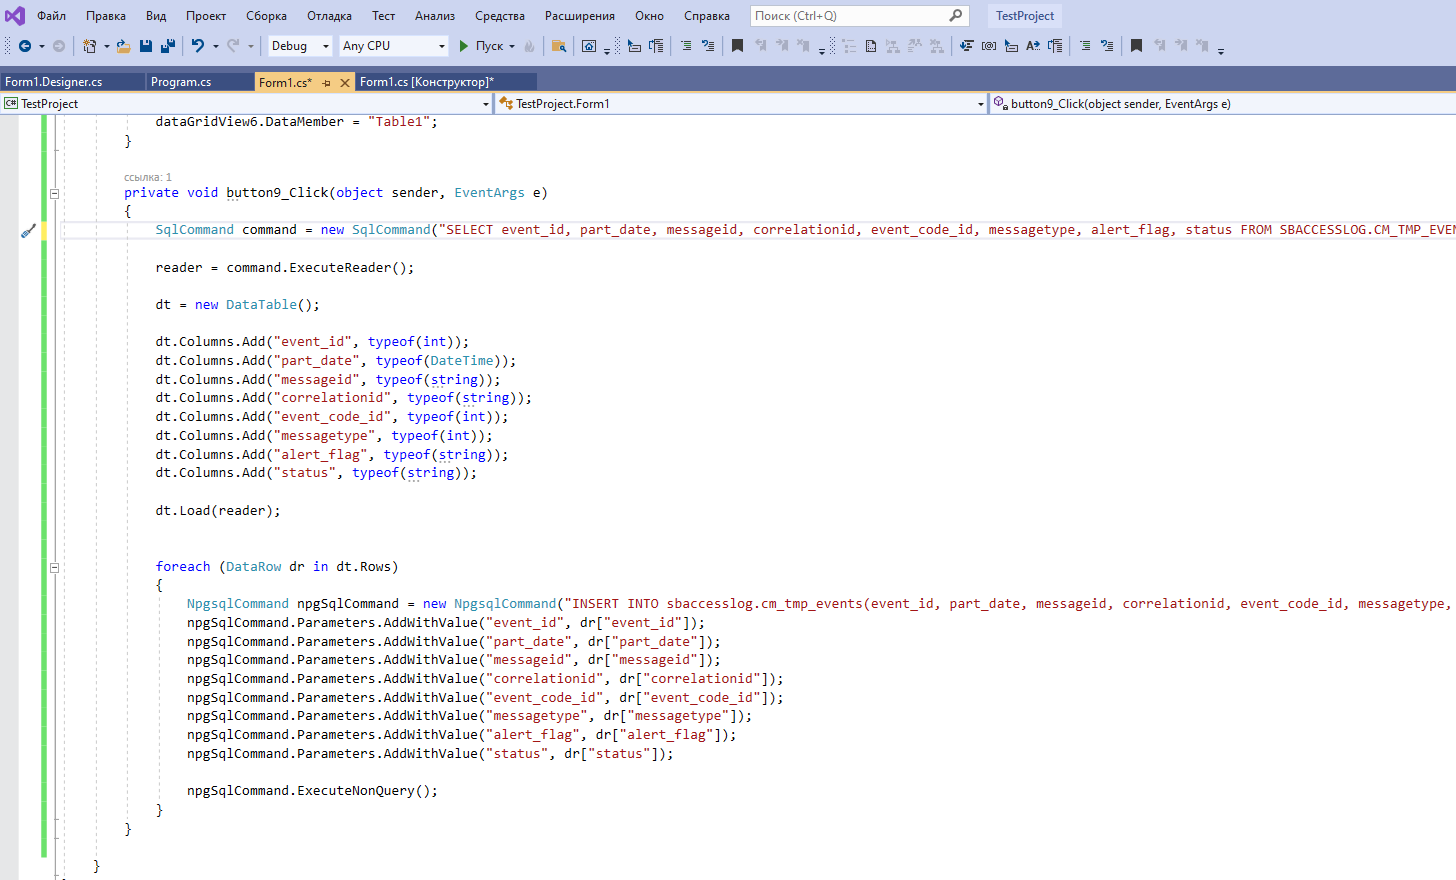 Файл Правка Вид Проект Сборка Отладка Тест Анализ Средства Расширения Окно Справка Поиск (Ctrl+Q) TestProject
Debug Any CPU Пуск
Form1.Designer.cs Program.cs Form1.cs* Form1.cs [Конструктор]*
C# TestProject TestProject.Form1 button9_Click(object sender, EventArgs e)
dataGridView6.DataMember = "Table1";
}
ссылка: 1
private void button9_Click(object sender, EventArgs e)
{
SqlCommand command = new SqlCommand("SELECT event_id, part_date, messageid, correlationid, event_code_id, messagetype, alert_flag, status FROM SBACCESSLOG.CM_TMP_EVEN
reader = command.ExecuteReader();
dt = new DataTable();
dt.Columns.Add("event_id", typeof(int));
dt.Columns.Add("part_date", typeof(DateTime));
dt.Columns.Add("messageid", typeof(string));
dt.Columns.Add("correlationid", typeof(string));
dt.Columns.Add("event_code_id", typeof(int));
dt.Columns.Add("messagetype", typeof(int));
dt.Columns.Add("alert_flag", typeof(string));
dt.Columns.Add("status", typeof(string));
dt.Load(reader);
foreach (DataRow dr in dt.Rows)
{
NpgsqlCommand npgSqlCommand = new NpgsqlCommand("INSERT INTO sbaccesslog.cm_tmp_events(event_id, part_date, messageid, correlationid, event_code_id, messagetype,
npgSqlCommand.Parameters.AddWithValue("event_id", dr["event_id"]);
npgSqlCommand.Parameters.AddWithValue("part_date", dr["part_date"]);
npgSqlCommand.Parameters.AddWithValue("messageid", dr["messageid"]);
npgSqlCommand.Parameters.AddWithValue("correlationid", dr["correlationid"]);
npgSqlCommand.Parameters.AddWithValue("event_code_id", dr["event_code_id"]);
npgSqlCommand.Parameters.AddWithValue("messagetype", dr["messagetype"]);
npgSqlCommand.Parameters.AddWithValue("alert_flag", dr["alert_flag"]);
npgSqlCommand.Parameters.AddWithValue("status", dr["status"]);
npgSqlCommand.ExecuteNonQuery();
}
}
}